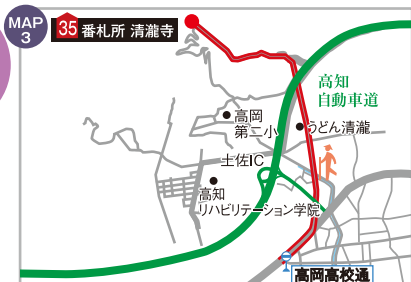 MAP
3
35 番札所 清瀧寺
高知
自動車道
高岡
第二小
うどん清瀧
土佐IC
高知
リハビリテーション学院
高岡高校通